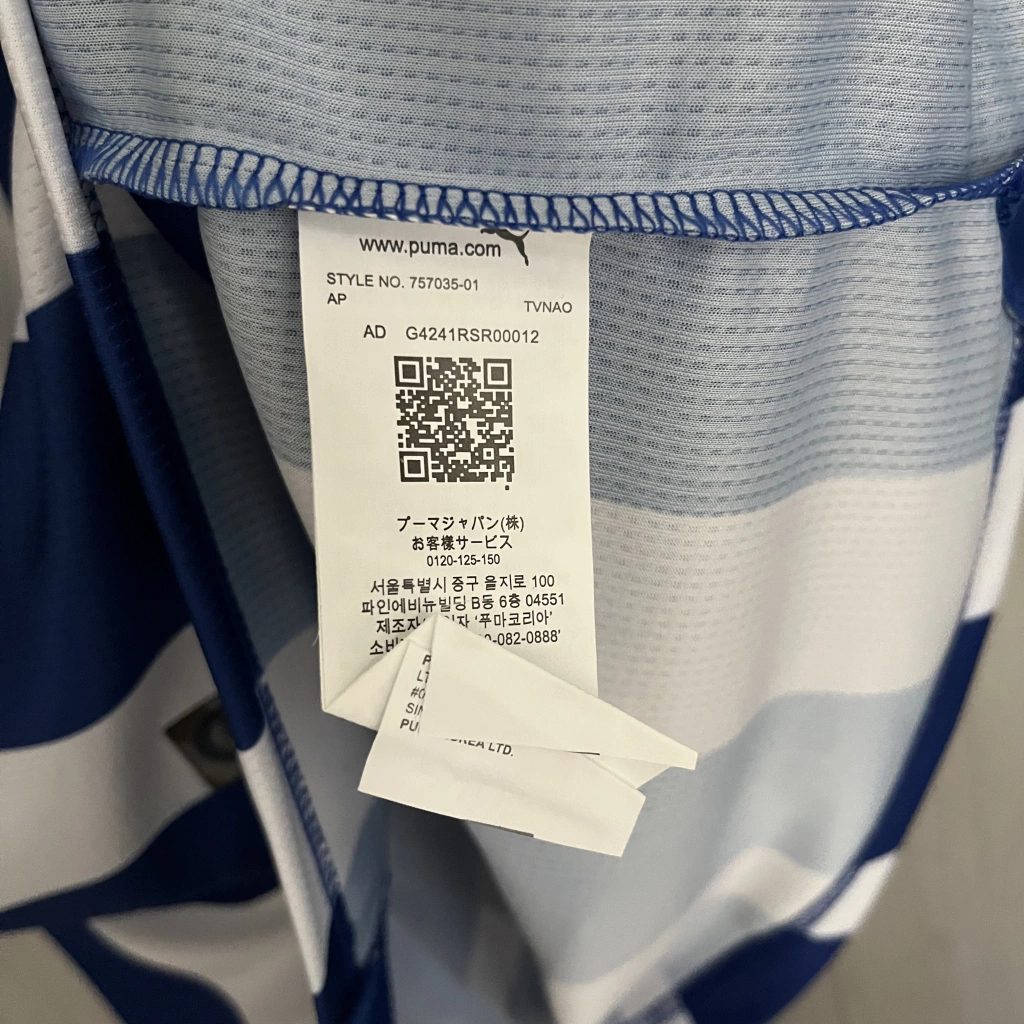 www.puma.com
STYLE NO. 757035-01
AP
TVNAO
AD G4241RSR00012
プーマジャパン(株)
お客様サービス
0120-125-150
서울특별시 중구 을지로 100
파인에비뉴빌딩 B동 6층 04551
'푸마코리아'
-082-0888'
LTD.